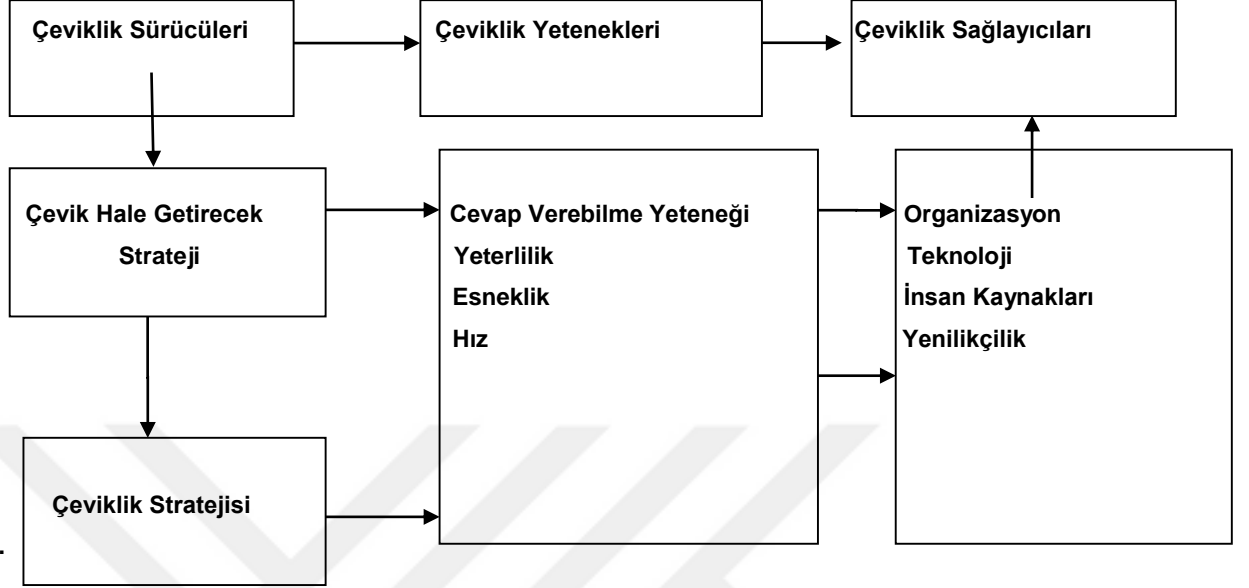 Çeviklik Sürücüleri
Çeviklik Yetenekleri
Çeviklik Sağlayıcıları
Çevik Hale Getirecek
Strateji
Cevap Verebilme Yeteneği
Yeterlilik
Esneklik
Hız
Organizasyon
Teknoloji
İnsan Kaynakları
Yenilikçilik
Çeviklik Stratejisi